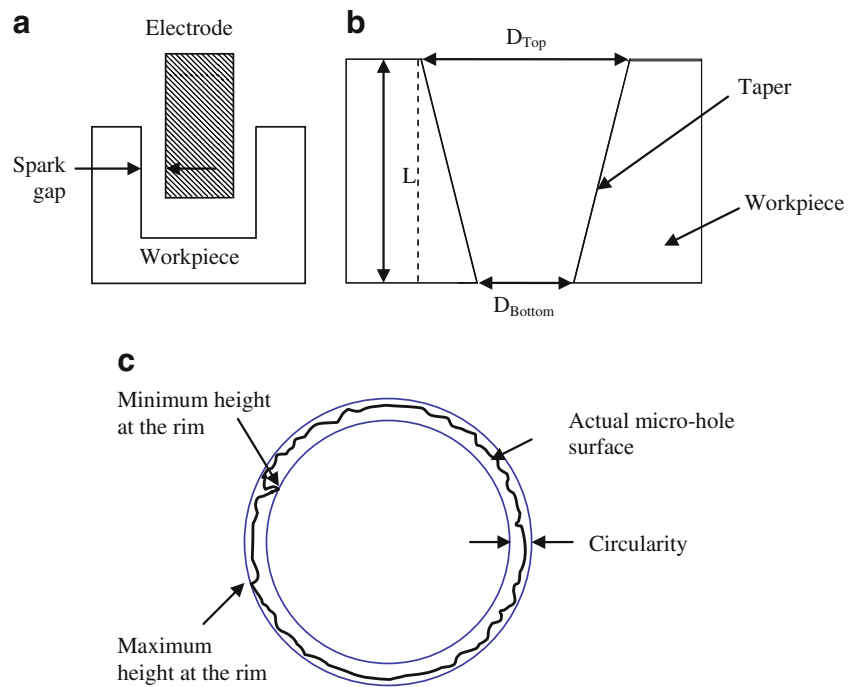 a
Electrode
Spark
gap
Workpiece
b
D_Top
L
Taper
Workpiece
D_Bottom
c
Minimum height
at the rim
Actual micro-hole
surface
Circularity
Maximum
height at the rim